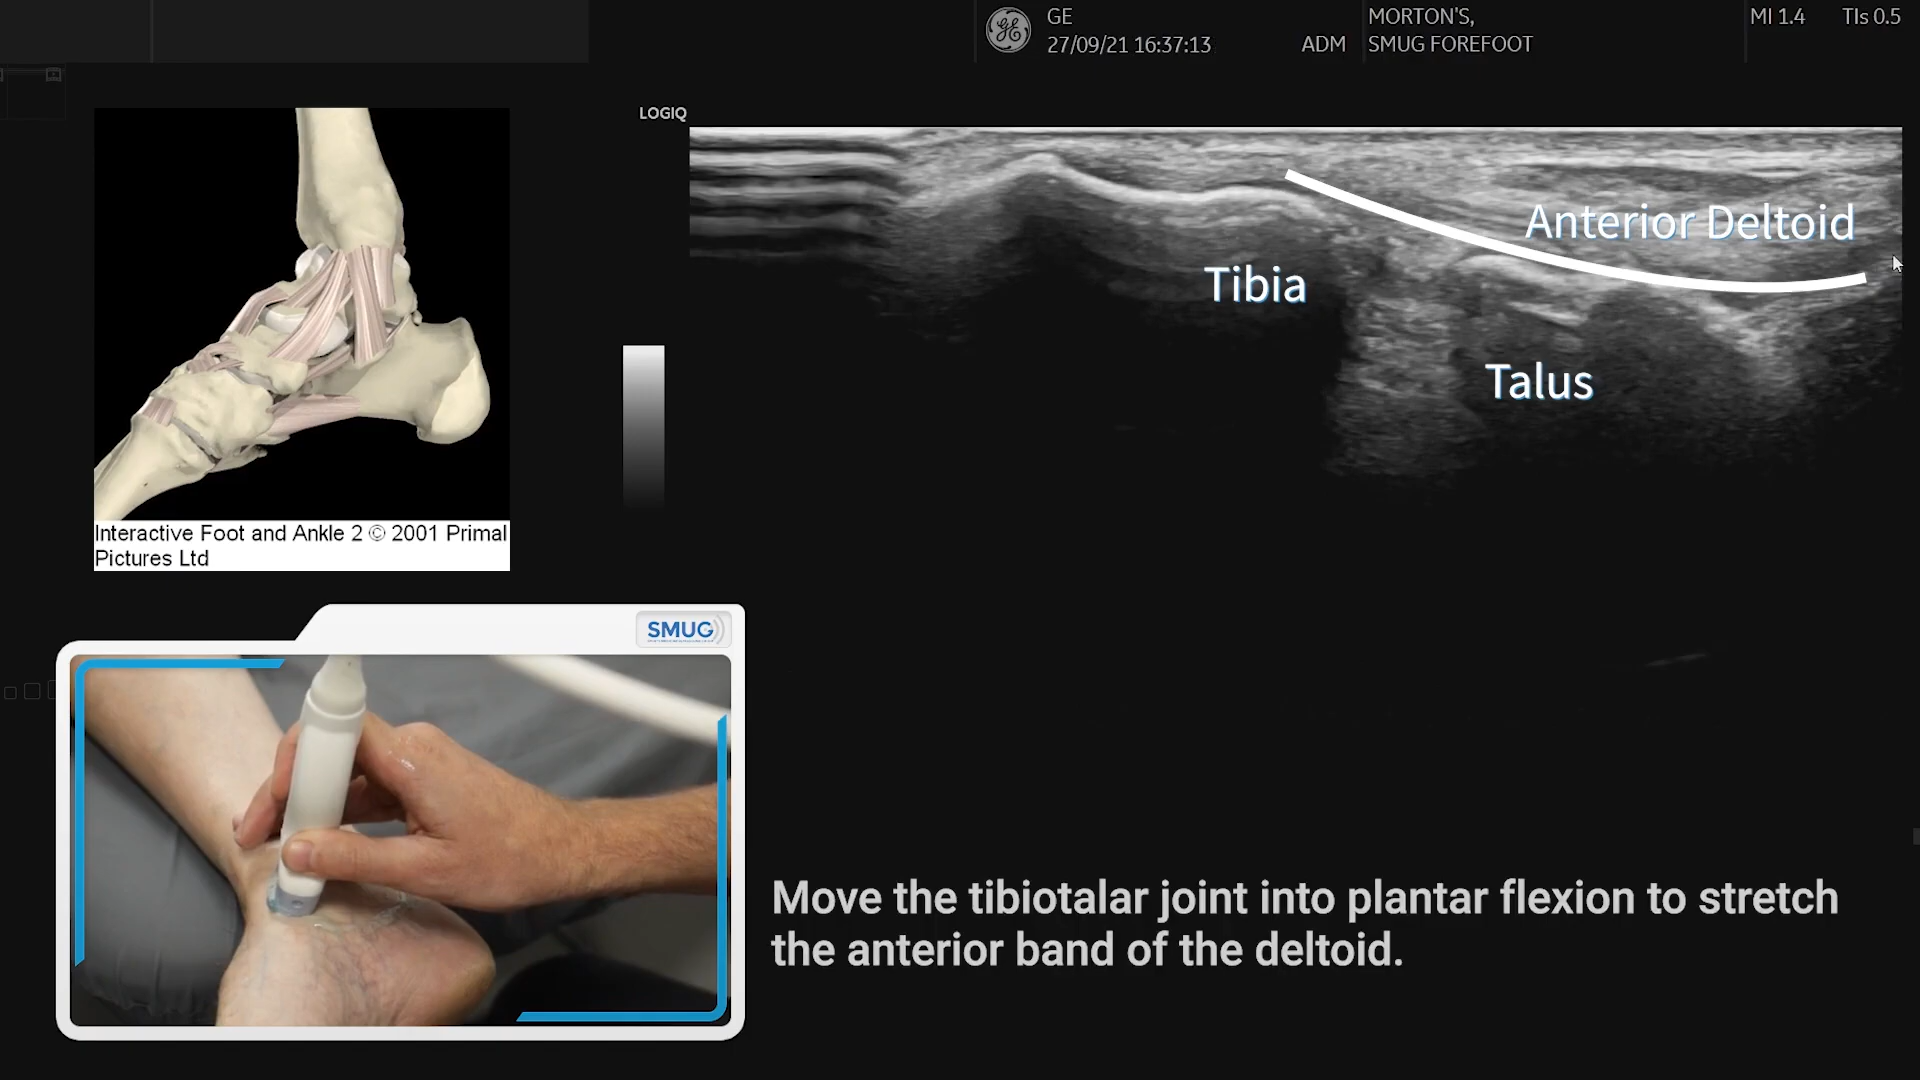 GE
27/09/21 16:37:13
ADM
MORTON'S,
SMUG FOREFOOT
MI 1.4
TIs 0.5
LOGIQ
Anterior Deltoid
Tibia
Talus
Interactive Foot and Ankle 2 © 2001 Primal
Pictures Ltd
SMUG
Move the tibiotalar joint into plantar flexion to stretch
the anterior band of the deltoid.